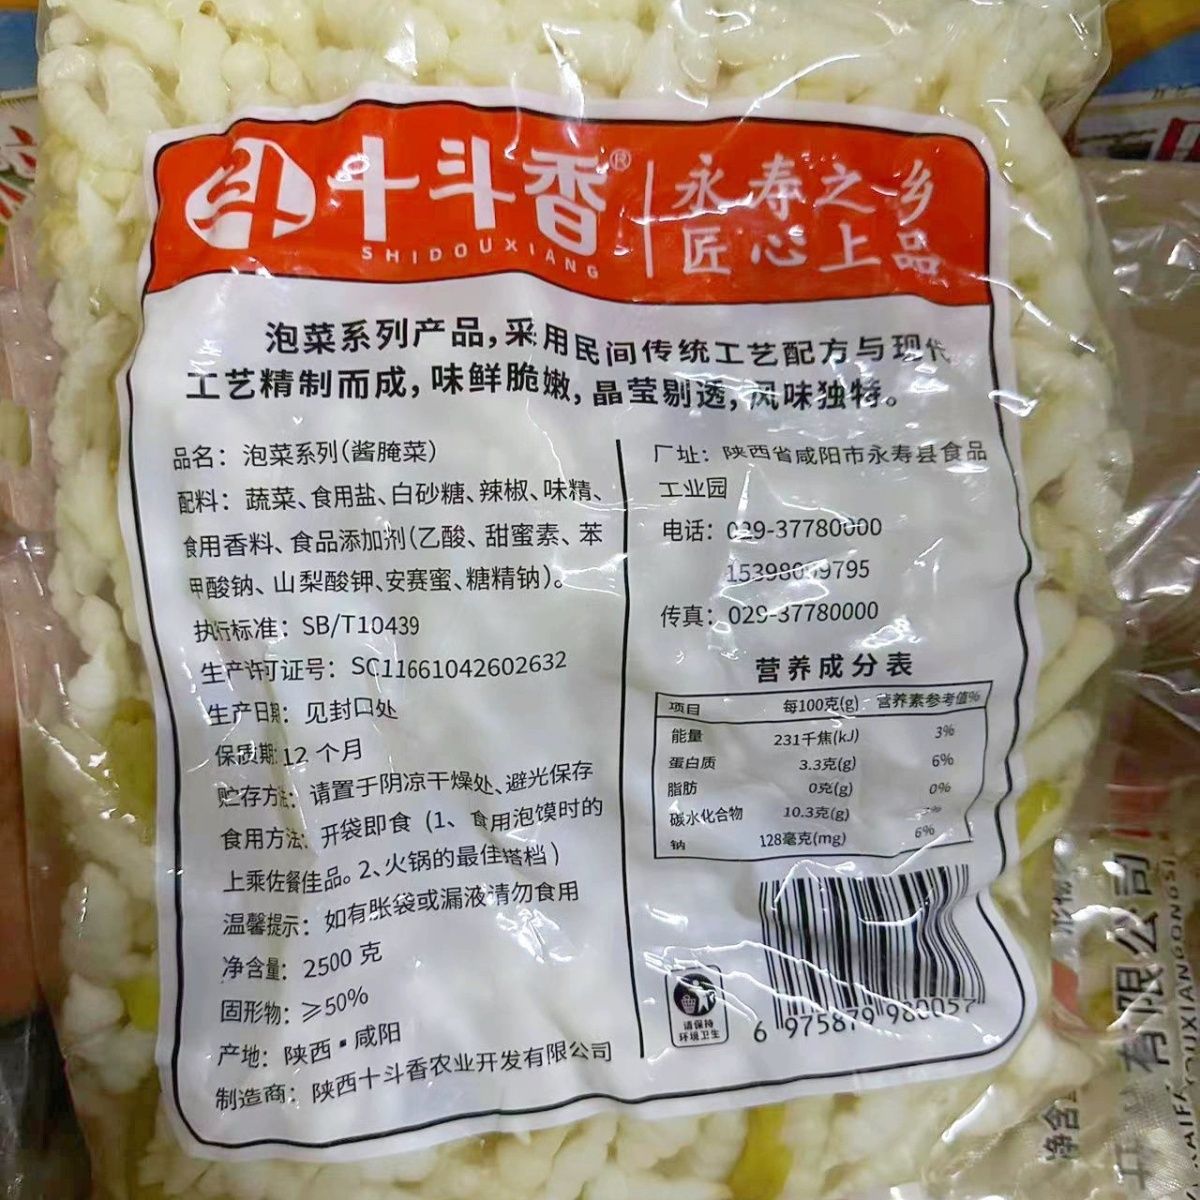 十斗香®
SHIDOUXIANG
永寿之乡
匠心上品
泡菜系列产品，采用民间传统工艺配方与现代
工艺精制而成，味鲜脆嫩，晶莹剔透，风味独特。
品名：泡菜系列（酱腌菜）
配料：蔬菜、食用盐、白砂糖、辣椒、味精、
食用香料、食品添加剂（乙酸、甜蜜素、苯
甲酸钠、山梨酸钾、安赛蜜、糖精钠）。
执行标准：SB/T10439
生产许可证号：SC11661042602632
生产日期：见封口处
保质期：12 个月
贮存方法：请置于阴凉干燥处、避光保存
食用方法：开袋即食（1、食用泡馍时的
上乘佐餐佳品。2、火锅的最佳搭档）
温馨提示：如有胀袋或漏液请勿食用
净含量：2500 克
固形物：≥50%
产地：陕西▪咸阳
制造商：陕西十斗香农业开发有限公司
厂址：陕西省咸阳市永寿县食品
工业园
电话：029-37780000
传真：029-37780000
营养成分表
项目 每100克(g) 营养素参考值%
能量 231千焦(kJ) 3%
蛋白质 3.3克(g) 6%
脂肪 0克(g) 0%
碳水化合物 10.3克(g)
钠 128毫克(mg) 6%
请保持
环境卫生
6 975879 980057
有限公司
净含